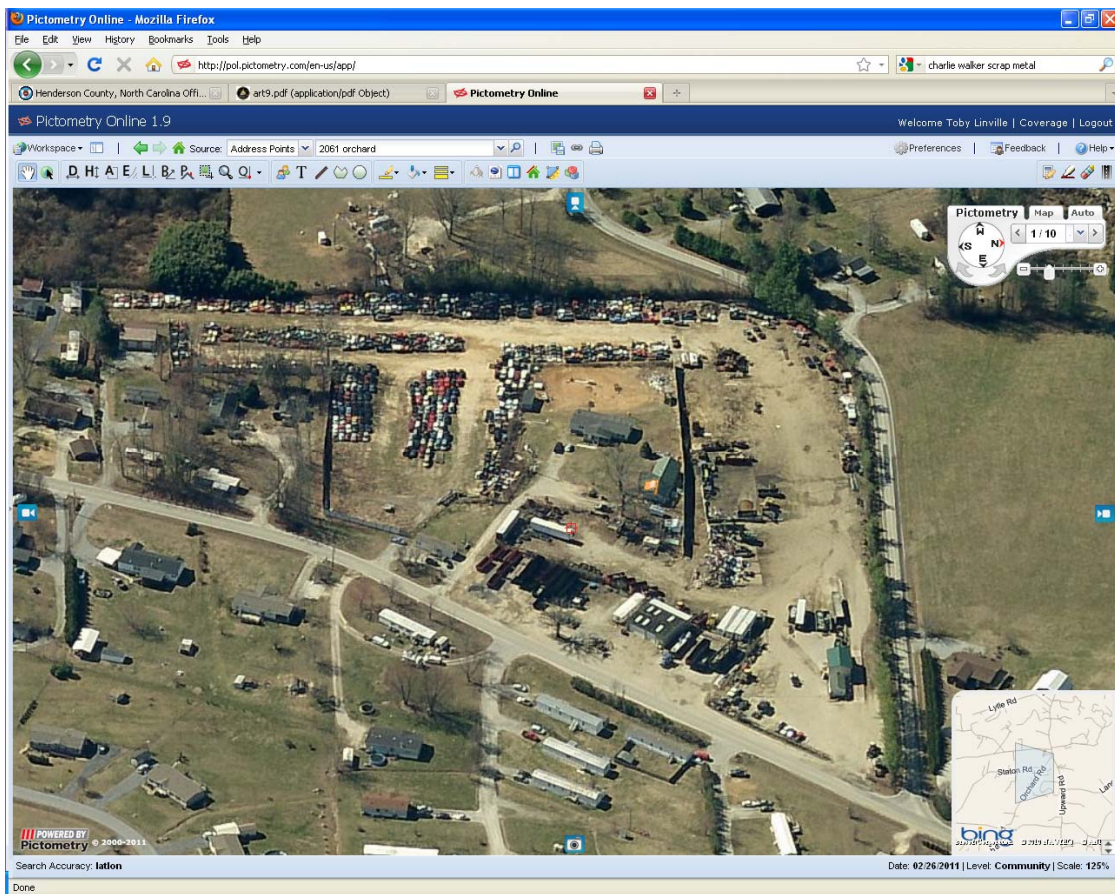 Pictometry Online - Mozilla Firefox
File Edit View History Bookmarks Tools Help
http://pol.pictometry.com/en-us/app/
charlie walker scrap metal
Henderson County, North Carolina Offi...
art9.pdf (application/pdf Object)
Pictometry Online
Pictometry Online 1.9
Welcome Toby Linville | Coverage | Logout
Workspace
Source:
Address Points
2061 orchard
Preferences | Feedback | Help
Pictometry Map Auto
W
S N
E
1 / 10
Lytle Rd
Staton Rd
Orchard Rd
Upward Rd
bing
POWERED BY
Pictometry © 2000-2011
Search Accuracy: latlon
Date: 02/26/2011 | Level: Community | Scale: 125%
Done